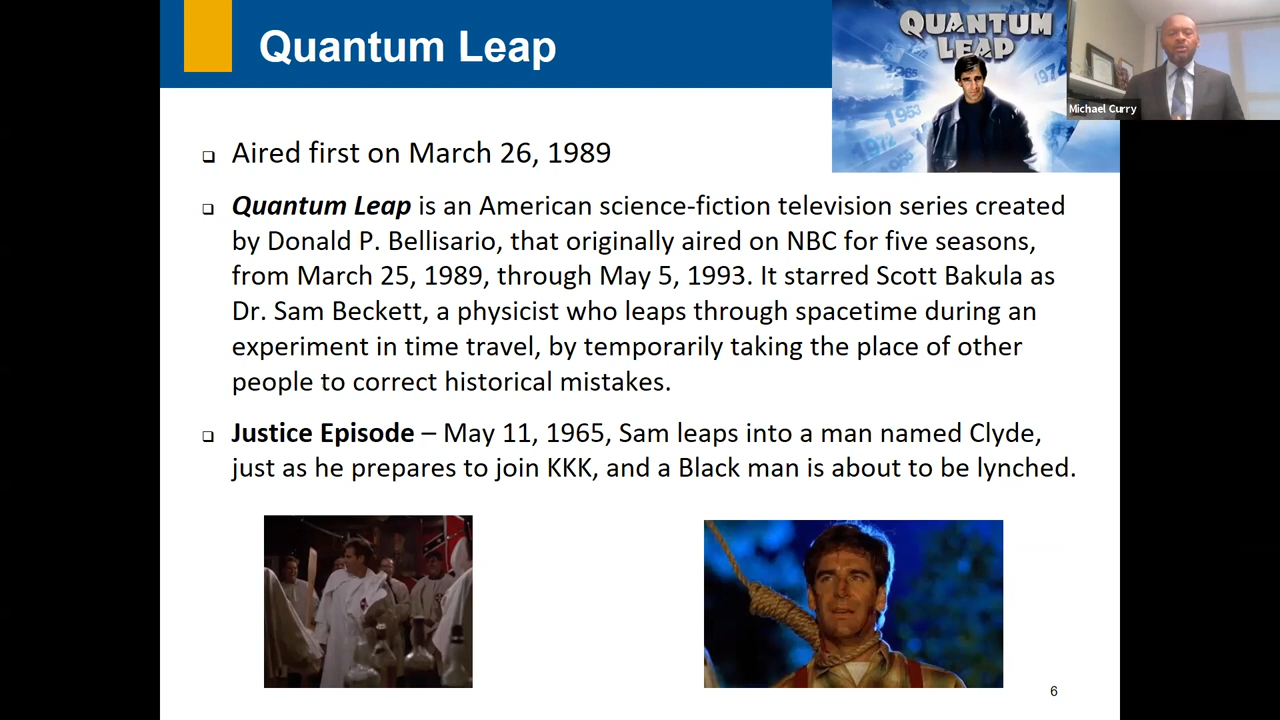 Quantum Leap
QUANTUM
LEAP
1985
1974
1953
1972
Michael Curry
❑ Aired first on March 26, 1989
❑ Quantum Leap is an American science-fiction television series created
by Donald P. Bellisario, that originally aired on NBC for five seasons,
from March 25, 1989, through May 5, 1993. It starred Scott Bakula as
Dr. Sam Beckett, a physicist who leaps through spacetime during an
experiment in time travel, by temporarily taking the place of other
people to correct historical mistakes.
❑ Justice Episode – May 11, 1965, Sam leaps into a man named Clyde,
just as he prepares to join KKK, and a Black man is about to be lynched.
6